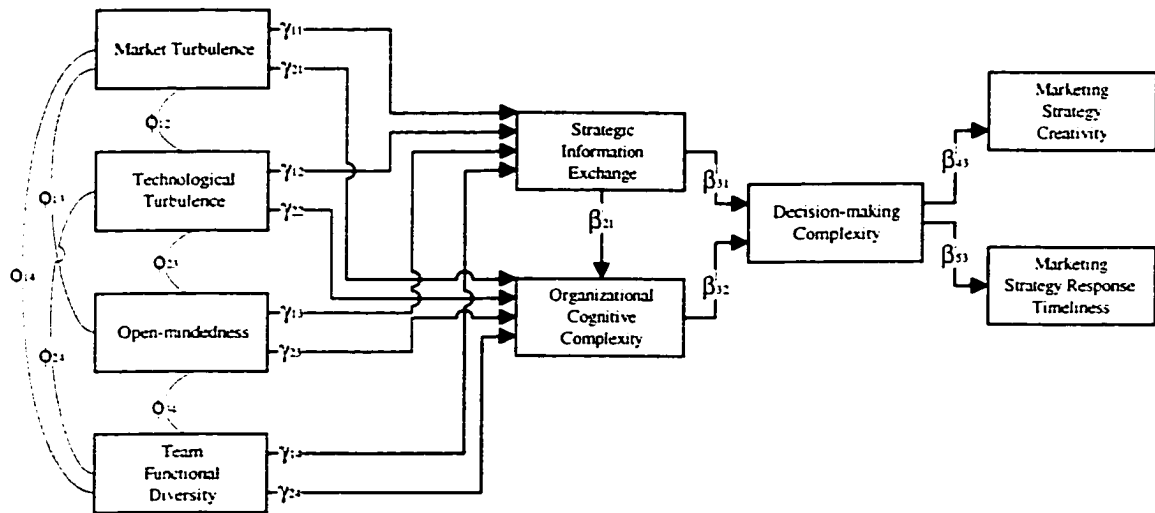 Market Turbulence
γ11
γ21
ϕ12
Technological
Turbulence
γ12
γ22
ϕ13
ϕ14
ϕ23
Open-mindedness
γ13
γ23
ϕ24
ϕ34
Team
Functional
Diversity
γ14
γ24
Strategic
Information
Exchange
β21
Organizational
Cognitive
Complexity
β31
β32
Decision-making
Complexity
β43
β53
Marketing
Strategy
Creativity
Marketing
Strategy Response
Timeliness